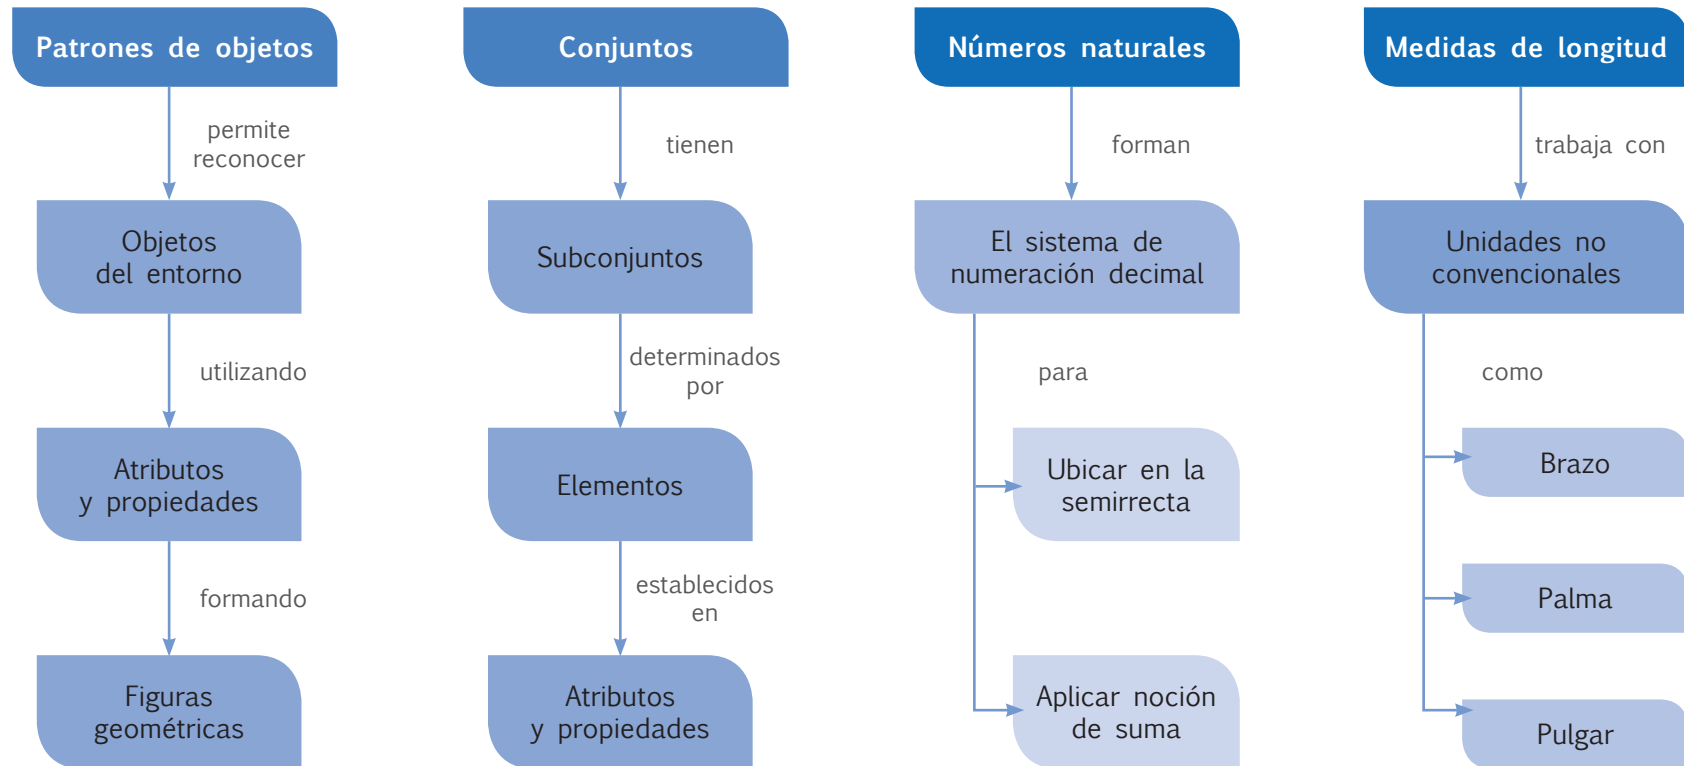 Patrones de objetos
permite
reconocer
Objetos
del entorno
utilizando
Atributos
y propiedades
formando
Figuras
geométricas
Conjuntos
tienen
Subconjuntos
determinados
por
Elementos
establecidos
en
Atributos
y propiedades
Números naturales
forman
El sistema de
numeración decimal
para
Ubicar en la
semirrecta
Aplicar noción
de suma
Medidas de longitud
trabaja con
Unidades no
convencionales
como
Brazo
Palma
Pulgar